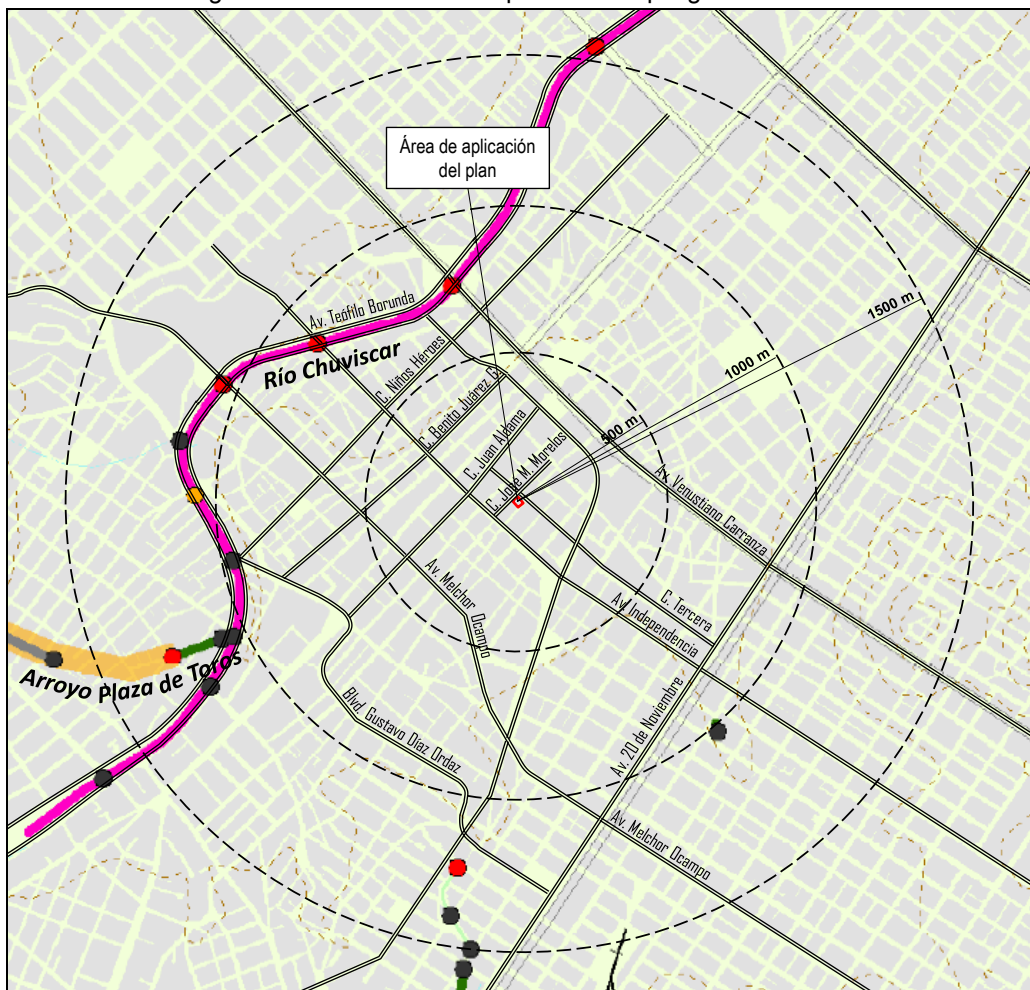 Área de aplicación
del plan
1500 m
1000 m
500 m
Av. Teófilo Borunda
Río Chuviscar
C. Niños Héroes
C. Benito Juárez G.
C. Juan Aldama
C. José M. Morelos
Av. Venustiano Carranza
Av. Melchor
Ocampo
C. Tercera
Av. Independencia
Arroyo Plaza de Toros
Blvd. Gustavo Díaz Ordaz
Av. 20 de Noviembre
Av. Melchor Ocampo